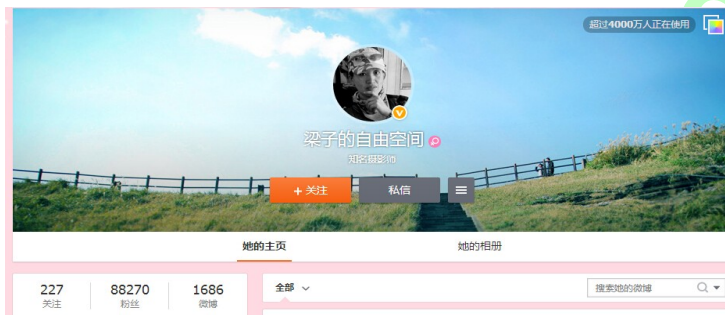 超过4000万人正在使用
梁子的自由空间
知名摄影师
+ 关注 私信
她的主页 她的相册
227 88270 1686
关注 粉丝 微博
全部
搜索她的微博